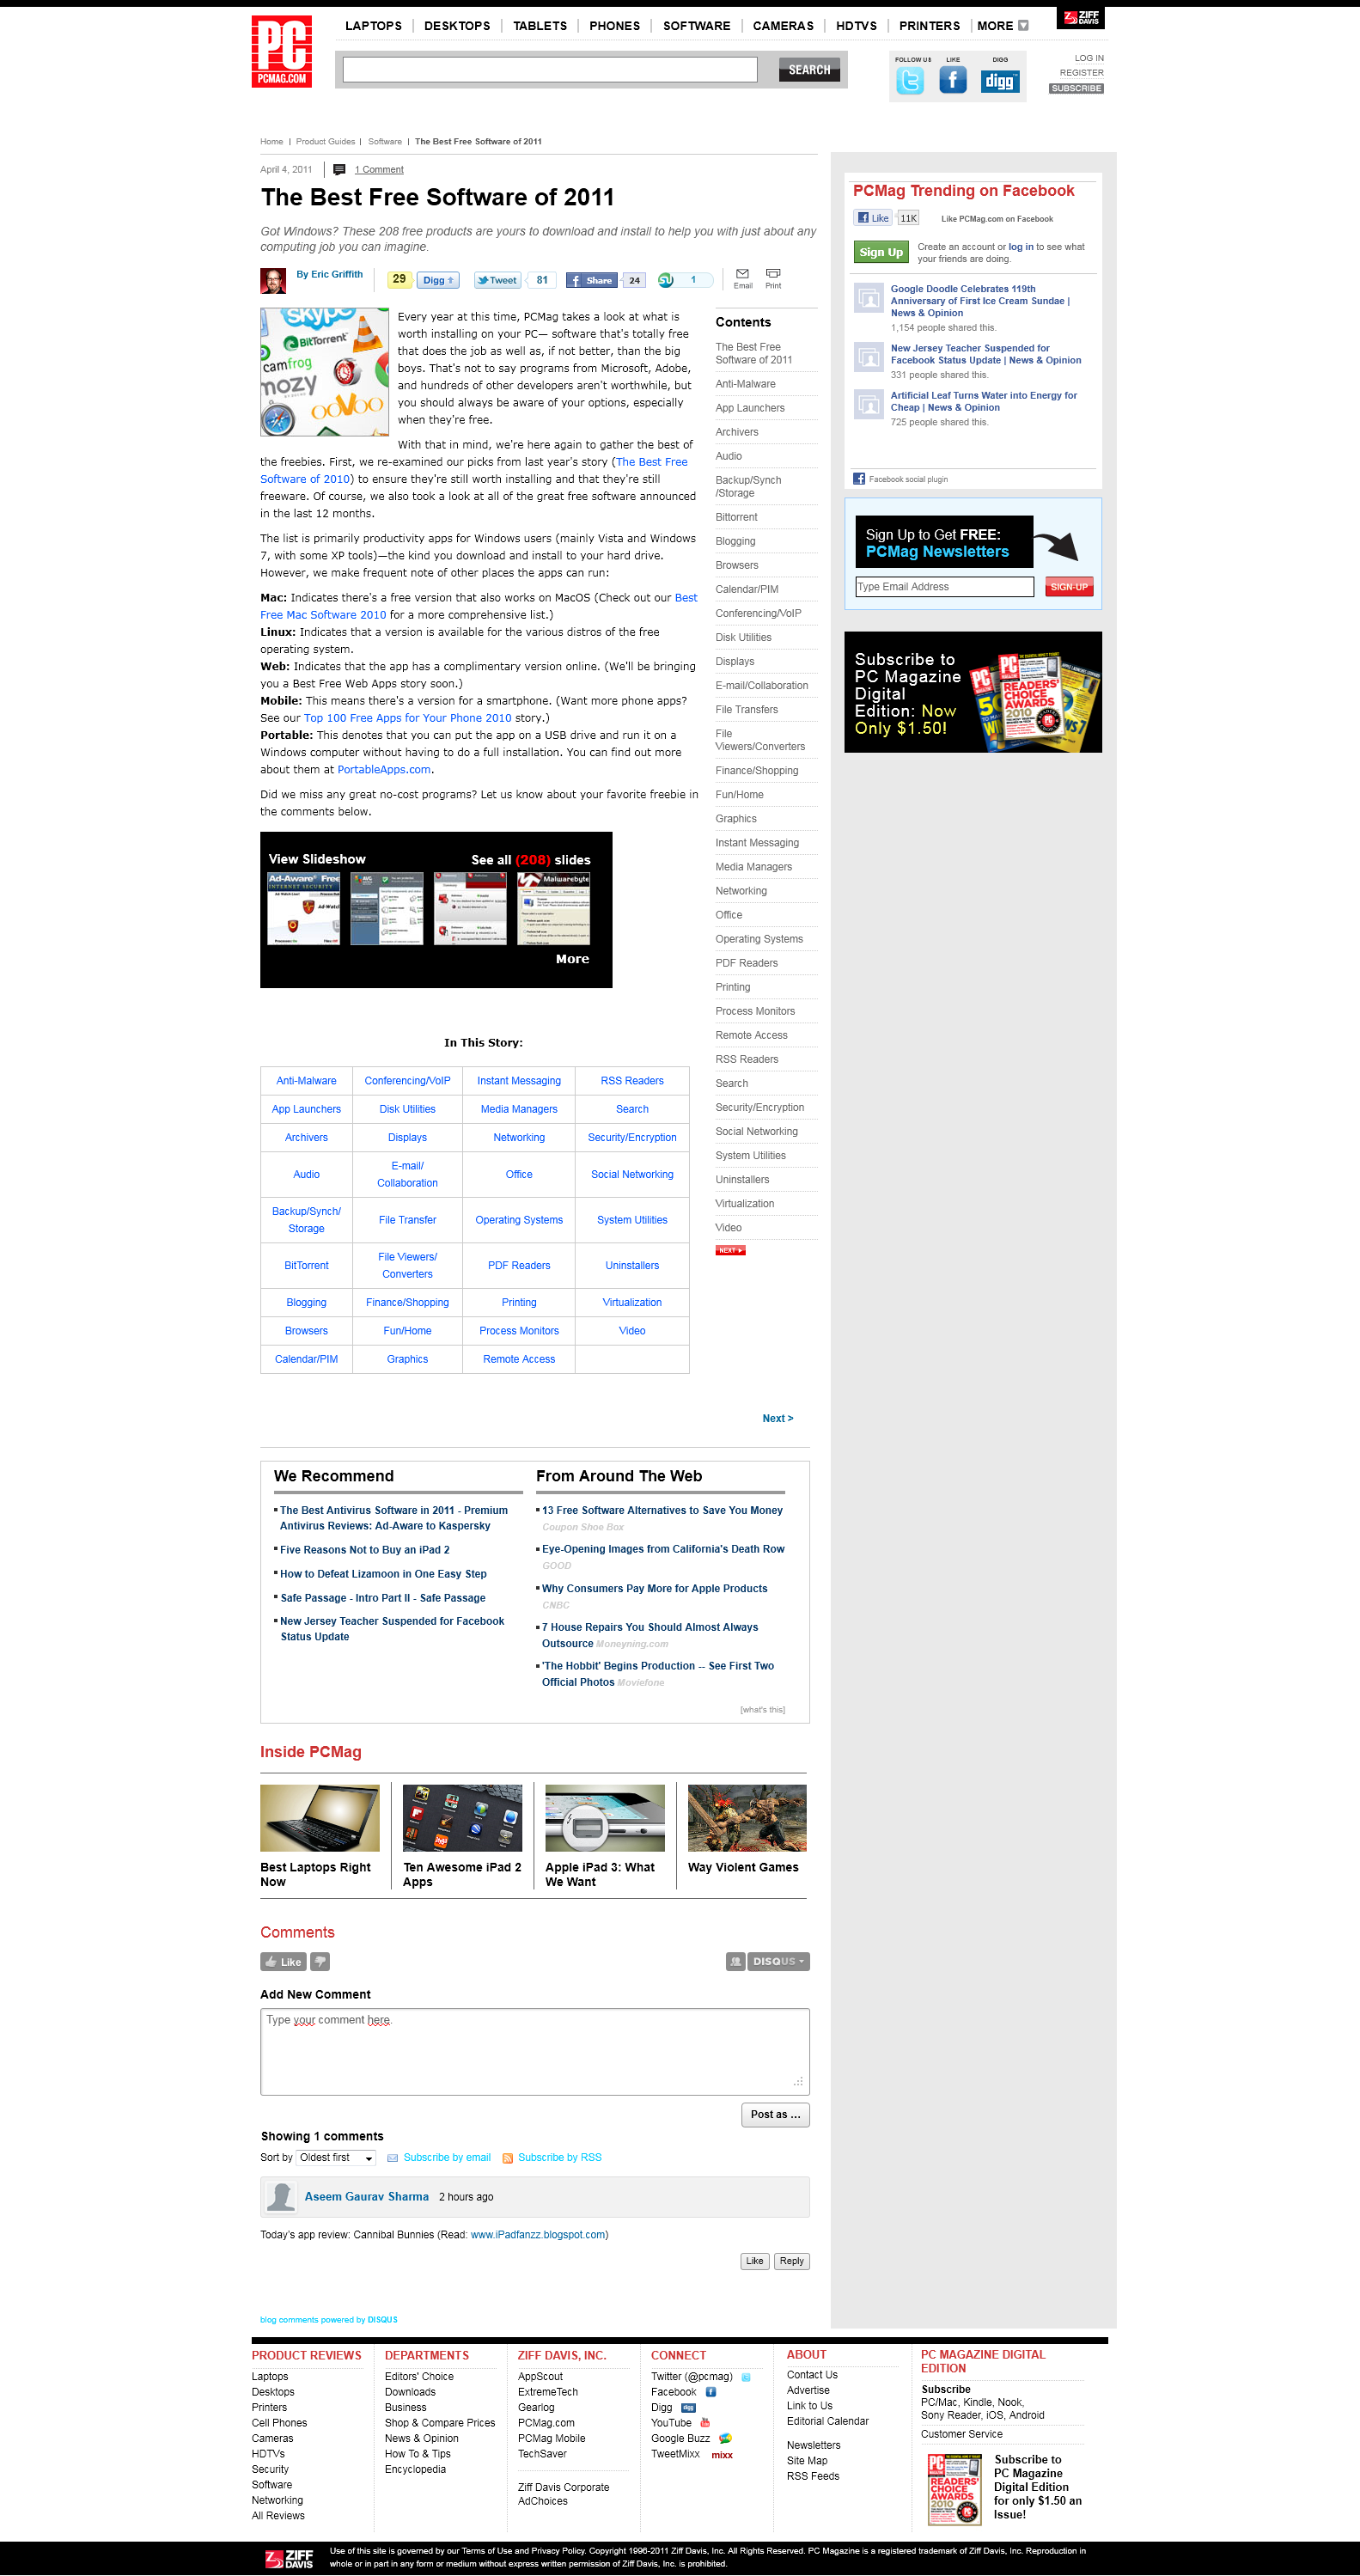 LAPTOPS
DESKTOPS
TABLETS
PHONES
SOFTWARE
CAMERAS
HDTVS
PRINTERS
MORE
ZIFF
DAVIS
PC
PCMAG.COM
SEARCH
FOLLOW US
LIKE
DIGG
digg
LOG IN
REGISTER
SUBSCRIBE
Home | Product Guides | Software | The Best Free Software of 2011
April 4, 2011
1 Comment
The Best Free Software of 2011
Got Windows? These 208 free products are yours to download and install to help you with just about any
computing job you can imagine.
By Eric Griffith
29
Digg
Tweet
81
Share
24
1
Email
Print
skype
BitTorrent
camfrog
mozy
ooVoo
Every year at this time, PCMag takes a look at what is
worth installing on your PC— software that's totally free
that does the job as well as, if not better, than the big
boys. That's not to say programs from Microsoft, Adobe,
and hundreds of other developers aren't worthwhile, but
you should always be aware of your options, especially
when they're free.
With that in mind, we're here again to gather the best of
the freebies. First, we re-examined our picks from last year's story (The Best Free
Software of 2010) to ensure they're still worth installing and that they're still
freeware. Of course, we also took a look at all of the great free software announced
in the last 12 months.
The list is primarily productivity apps for Windows users (mainly Vista and Windows
7, with some XP tools)—the kind you download and install to your hard drive.
However, we make frequent note of other places the apps can run:
Mac: Indicates there's a free version that also works on MacOS (Check out our Best
Free Mac Software 2010 for a more comprehensive list.)
Linux: Indicates that a version is available for the various distros of the free
operating system.
Web: Indicates that the app has a complimentary version online. (We'll be bringing
you a Best Free Web Apps story soon.)
Mobile: This means there's a version for a smartphone. (Want more phone apps?
See our Top 100 Free Apps for Your Phone 2010 story.)
Portable: This denotes that you can put the app on a USB drive and run it on a
Windows computer without having to do a full installation. You can find out more
about them at PortableApps.com.
Did we miss any great no-cost programs? Let us know about your favorite freebie in
the comments below.
View Slideshow
See all (208) slides
Ad-Aware Free
INTERNET SECURITY
Malwarebyte
More
In This Story:
Anti-Malware
Conferencing/VoIP
Instant Messaging
RSS Readers
App Launchers
Disk Utilities
Media Managers
Search
Archivers
Displays
Networking
Security/Encryption
Audio
E-mail/
Collaboration
Office
Social Networking
Backup/Synch/
Storage
File Transfer
Operating Systems
System Utilities
BitTorrent
File Viewers/
Converters
PDF Readers
Uninstallers
Blogging
Finance/Shopping
Printing
Virtualization
Browsers
Fun/Home
Process Monitors
Video
Calendar/PIM
Graphics
Remote Access
Contents
The Best Free
Software of 2011
Anti-Malware
App Launchers
Archivers
Audio
Backup/Synch
/Storage
Bittorrent
Blogging
Browsers
Calendar/PIM
Conferencing/VoIP
Disk Utilities
Displays
E-mail/Collaboration
File Transfers
File
Viewers/Converters
Finance/Shopping
Fun/Home
Graphics
Instant Messaging
Media Managers
Networking
Office
Operating Systems
PDF Readers
Printing
Process Monitors
Remote Access
RSS Readers
Search
Security/Encryption
Social Networking
System Utilities
Uninstallers
Virtualization
Video
NEXT
Next >
PCMag Trending on Facebook
Like
11K
Like PCMag.com on Facebook
Sign Up
Create an account or log in to see what
your friends are doing.
Google Doodle Celebrates 119th
Anniversary of First Ice Cream Sundae |
News & Opinion
1,154 people shared this.
New Jersey Teacher Suspended for
Facebook Status Update | News & Opinion
331 people shared this.
Artificial Leaf Turns Water into Energy for
Cheap | News & Opinion
725 people shared this.
Facebook social plugin
Sign Up to Get FREE:
PCMag Newsletters
Type Email Address
SIGN-UP
Subscribe to
PC Magazine
Digital
Edition: Now
Only $1.50!
PC
READERS'
CHOICE
AWARDS
2010
We Recommend
The Best Antivirus Software in 2011 - Premium
Antivirus Reviews: Ad-Aware to Kaspersky
Five Reasons Not to Buy an iPad 2
How to Defeat Lizamoon in One Easy Step
Safe Passage - Intro Part II - Safe Passage
New Jersey Teacher Suspended for Facebook
Status Update
From Around The Web
13 Free Software Alternatives to Save You Money
Coupon Shoe Box
Eye-Opening Images from California's Death Row
GOOD
Why Consumers Pay More for Apple Products
CNBC
7 House Repairs You Should Almost Always
Outsource Moneyning.com
'The Hobbit' Begins Production -- See First Two
Official Photos Moviefone
[what's this]
Inside PCMag
Best Laptops Right
Now
Ten Awesome iPad 2
Apps
Apple iPad 3: What
We Want
Way Violent Games
Comments
Like
DISQUS
Add New Comment
Type your comment here.
Post as ...
Showing 1 comments
Sort by Oldest first
Subscribe by email
Subscribe by RSS
Aseem Gaurav Sharma 2 hours ago
Today's app review: Cannibal Bunnies (Read: www.iPadfanzz.blogspot.com)
Like
Reply
blog comments powered by DISQUS
PRODUCT REVIEWS
Laptops
Desktops
Printers
Cell Phones
Cameras
HDTVs
Security
Software
Networking
All Reviews
DEPARTMENTS
Editors' Choice
Downloads
Business
Shop & Compare Prices
News & Opinion
How To & Tips
Encyclopedia
ZIFF DAVIS, INC.
AppScout
ExtremeTech
Gearlog
PCMag.com
PCMag Mobile
TechSaver
Ziff Davis Corporate
AdChoices
CONNECT
Twitter (@pcmag)
Facebook
Digg
YouTube
Google Buzz
TweetMixx
mixx
ABOUT
Contact Us
Advertise
Link to Us
Editorial Calendar
Newsletters
Site Map
RSS Feeds
PC MAGAZINE DIGITAL
EDITION
Subscribe
PC/Mac, Kindle, Nook,
Sony Reader, iOS, Android
Customer Service
PC
READERS'
CHOICE
AWARDS
2010
Subscribe to
PC Magazine
Digital Edition
for only $1.50 an
Issue!
ZIFF
DAVIS
Use of this site is governed by our Terms of Use and Privacy Policy. Copyright 1996-2011 Ziff Davis, Inc. All Rights Reserved. PC Magazine is a registered trademark of Ziff Davis, Inc. Reproduction in
whole or in part in any form or medium without express written permission of Ziff Davis, Inc. is prohibited.